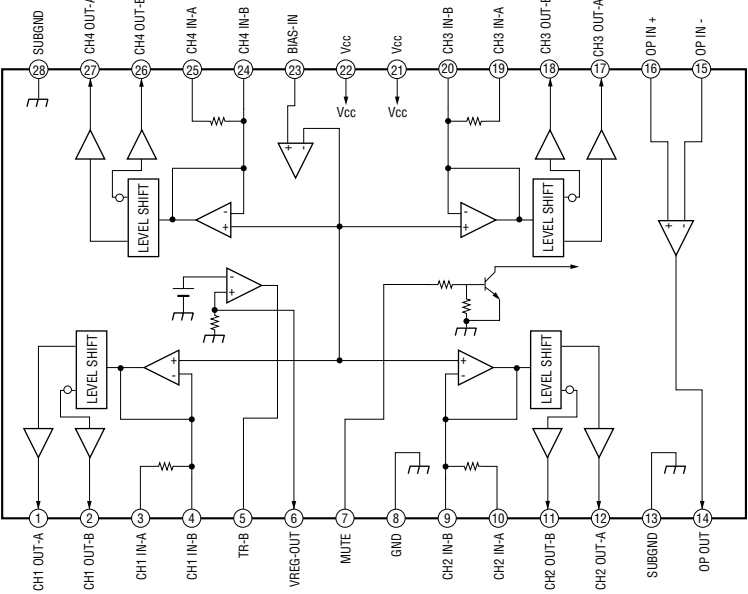 SUBGND
CH4 OUT-A
CH4 OUT-B
CH4 IN-A
CH4 IN-B
BIAS-IN
Vcc
Vcc
CH3 IN-B
CH3 IN-A
CH3 OUT-B
CH3 OUT-A
OP IN +
OP IN -
28
27
26
25
24
23
22
21
20
19
18
17
16
15
Vcc
Vcc
+ -
LEVEL SHIFT
-
+
-
+
LEVEL SHIFT
+ -
-
+
LEVEL SHIFT
+
-
+
-
LEVEL SHIFT
1
2
3
4
5
6
7
8
9
10
11
12
13
14
CH1 OUT-A
CH1 OUT-B
CH1 IN-A
CH1 IN-B
TR-B
VREG-OUT
MUTE
GND
CH2 IN-B
CH2 IN-A
CH2 OUT-B
CH2 OUT-A
SUBGND
OP OUT